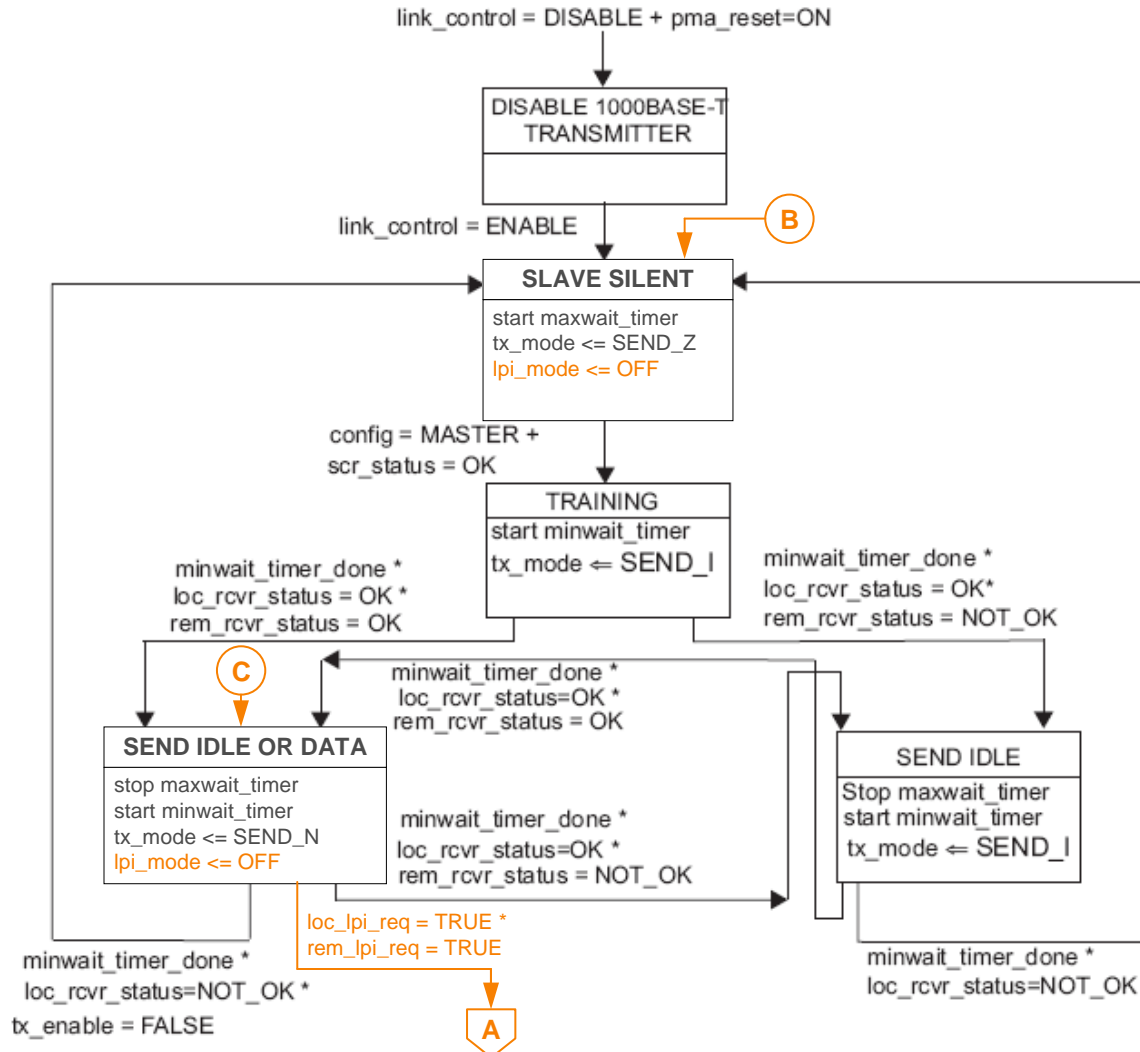 link_control = DISABLE + pma_reset=ON
DISABLE 1000BASE-T
TRANSMITTER
link_control = ENABLE
B
SLAVE SILENT
start maxwait_timer
tx_mode <= SEND_Z
lpi_mode <= OFF
config = MASTER +
scr_status = OK
TRAINING
start minwait_timer
tx_mode ⇐ SEND_I
minwait_timer_done *
loc_rcvr_status = OK *
rem_rcvr_status = OK
minwait_timer_done *
loc_rcvr_status = OK*
rem_rcvr_status = NOT_OK
C
minwait_timer_done *
loc_rcvr_status=OK *
rem_rcvr_status = OK
SEND IDLE OR DATA
stop maxwait_timer
start minwait_timer
tx_mode <= SEND_N
lpi_mode <= OFF
SEND IDLE
Stop maxwait_timer
start minwait_timer
tx_mode ⇐ SEND_I
minwait_timer_done *
loc_rcvr_status=OK *
rem_rcvr_status = NOT_OK
loc_lpi_req = TRUE *
rem_lpi_req = TRUE
minwait_timer_done *
loc_rcvr_status=NOT_OK *
tx_enable = FALSE
minwait_timer_done *
loc_rcvr_status=NOT_OK
A